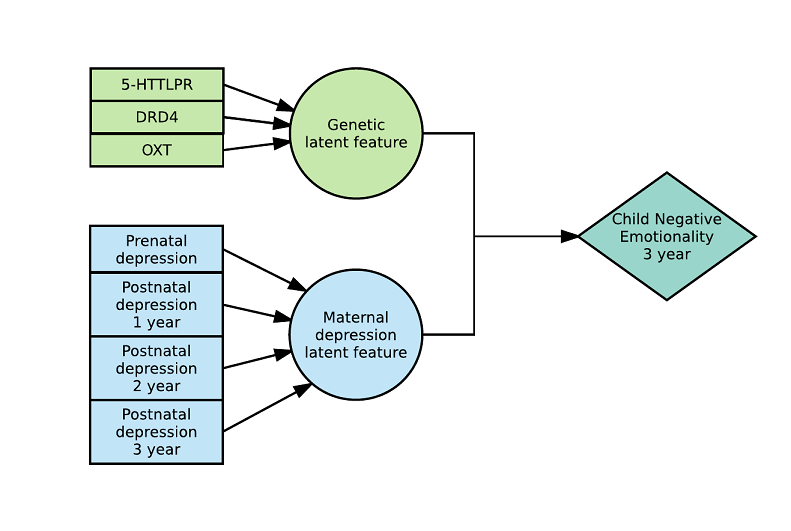 5-HTTLPR
DRD4
OXT
Genetic
latent feature
Prenatal
depression
Postnatal
depression
1 year
Postnatal
depression
2 year
Postnatal
depression
3 year
Maternal
depression
latent feature
Child Negative
Emotionality
3 year